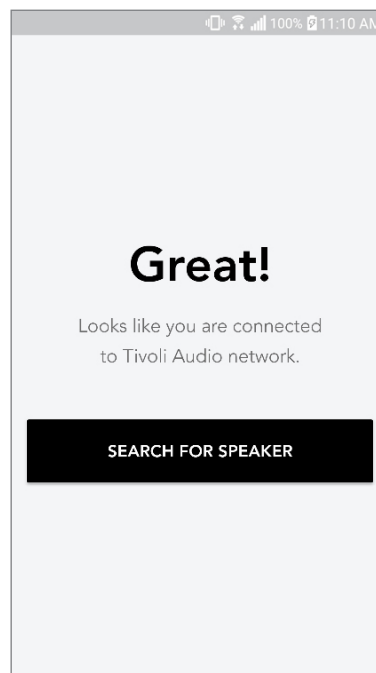 100% 11:10 AM
Great!
Looks like you are connected
to Tivoli Audio network.
SEARCH FOR SPEAKER